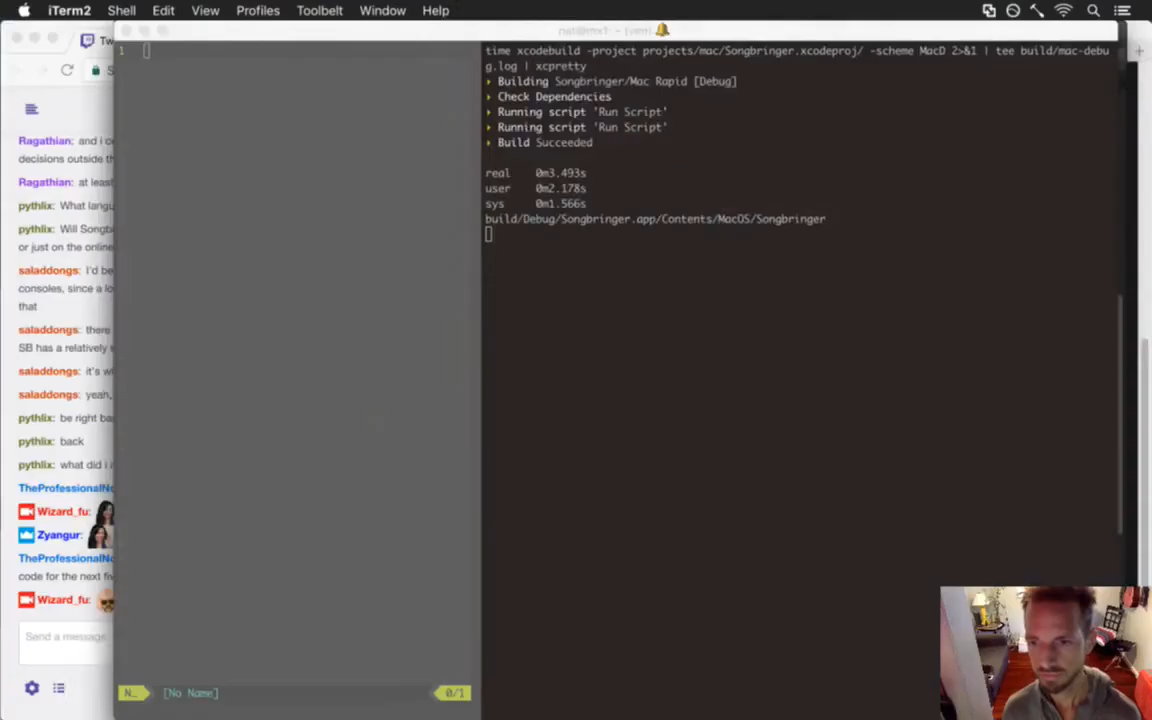 iTerm2 Shell Edit View Profiles Toolbelt Window Help
Tw
S
Ragathian: and i c
decisions outside th
Ragathian: at least
pythlix: What langu
pythlix: Will Songb
or just on the online
saladdongs: I'd be
consoles, since a lo
that
saladdongs: there
SB has a relatively s
saladdongs: it's w
saladdongs: yeah,
pythlix: be right ba
pythlix: back
pythlix: what did i
TheProfessionalN
Wizard_fu:
Zyangur:
TheProfessionalN
code for the next fi
Wizard_fu:
Send a message
1
N… [No Name] 0/1
time xcodebuild -project projects/mac/Songbringer.xcodeproj/ -scheme MacD 2>&1 | tee build/mac-debu
g.log | xcpretty
Building Songbringer/Mac Rapid [Debug]
Check Dependencies
Running script 'Run Script'
Running script 'Run Script'
Build Succeeded
real 0m3.493s
user 0m2.178s
sys 0m1.566s
build/Debug/Songbringer.app/Contents/MacOS/Songbringer